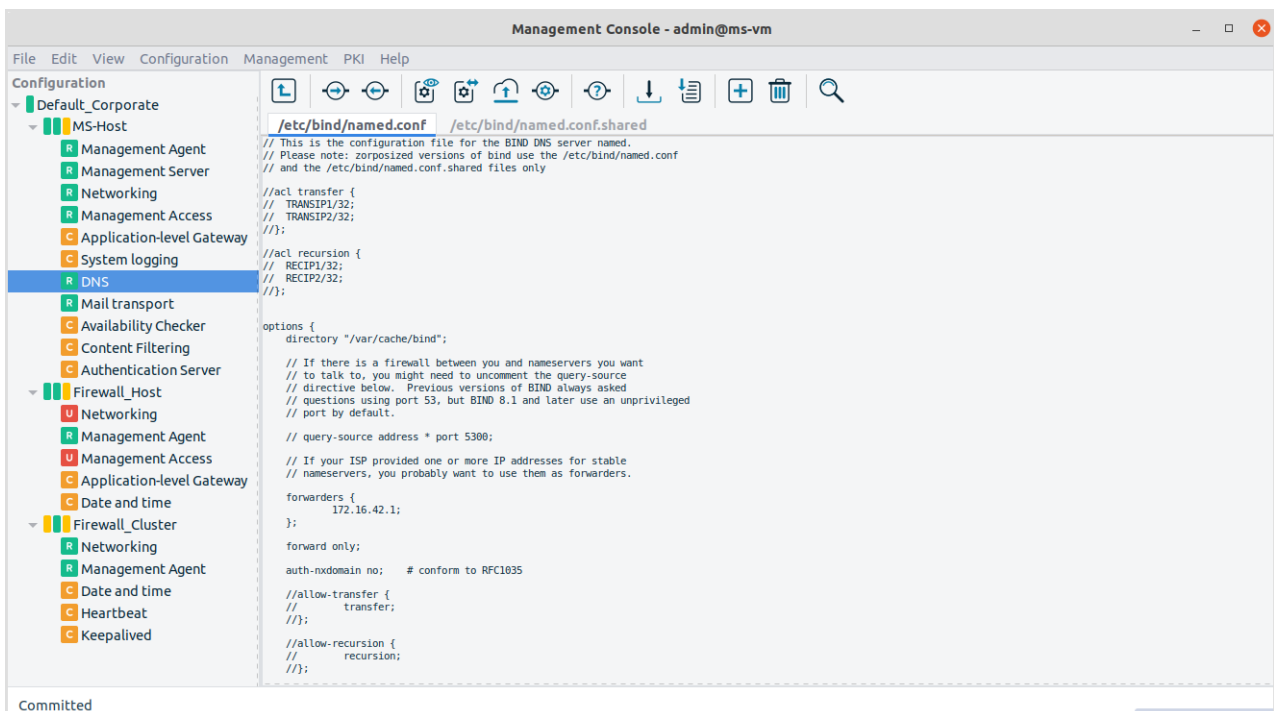 Management Console - admin@ms-vm
File Edit View Configuration Management PKI Help
Configuration
Default_Corporate
MS-Host
R Management Agent
R Management Server
R Networking
R Management Access
C Application-level Gateway
C System logging
R DNS
R Mail transport
C Availability Checker
C Content Filtering
C Authentication Server
Firewall_Host
U Networking
R Management Agent
U Management Access
C Application-level Gateway
C Date and time
Firewall_Cluster
R Networking
R Management Agent
C Date and time
C Heartbeat
C Keepalived
/etc/bind/named.conf /etc/bind/named.conf.shared
// This is the configuration file for the BIND DNS server named.
// Please note: zorposized versions of bind use the /etc/bind/named.conf
// and the /etc/bind/named.conf.shared files only
//acl transfer {
// TRANSIP1/32;
// TRANSIP2/32;
//};
//acl recursion {
// RECIP1/32;
// RECIP2/32;
//};
options {
directory "/var/cache/bind";
// If there is a firewall between you and nameservers you want
// to talk to, you might need to uncomment the query-source
// directive below. Previous versions of BIND always asked
// questions using port 53, but BIND 8.1 and later use an unprivileged
// port by default.
// query-source address * port 5300;
// If your ISP provided one or more IP addresses for stable
// nameservers, you probably want to use them as forwarders.
forwarders {
172.16.42.1;
};
forward only;
auth-nxdomain no; # conform to RFC1035
//allow-transfer {
// transfer;
//};
//allow-recursion {
// recursion;
//};
Committed